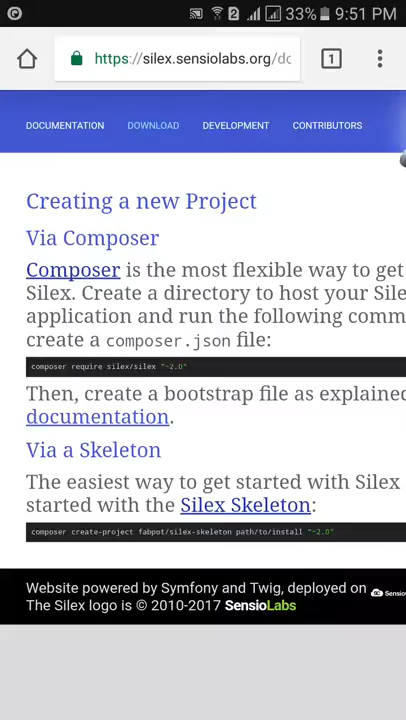 33% 9:51 PM
https://silex.sensiolabs.org/do
1
DOCUMENTATION DOWNLOAD DEVELOPMENT CONTRIBUTORS
Creating a new Project
Via Composer
Composer is the most flexible way to get
Silex. Create a directory to host your Sile
application and run the following comm
create a composer.json file:
composer require silex/silex "~2.0"
Then, create a bootstrap file as explained
documentation.
Via a Skeleton
The easiest way to get started with Silex
started with the Silex Skeleton:
composer create-project fabpot/silex-skeleton path/to/install "~2.0"
Website powered by Symfony and Twig, deployed on
The Silex logo is © 2010-2017 SensioLabs